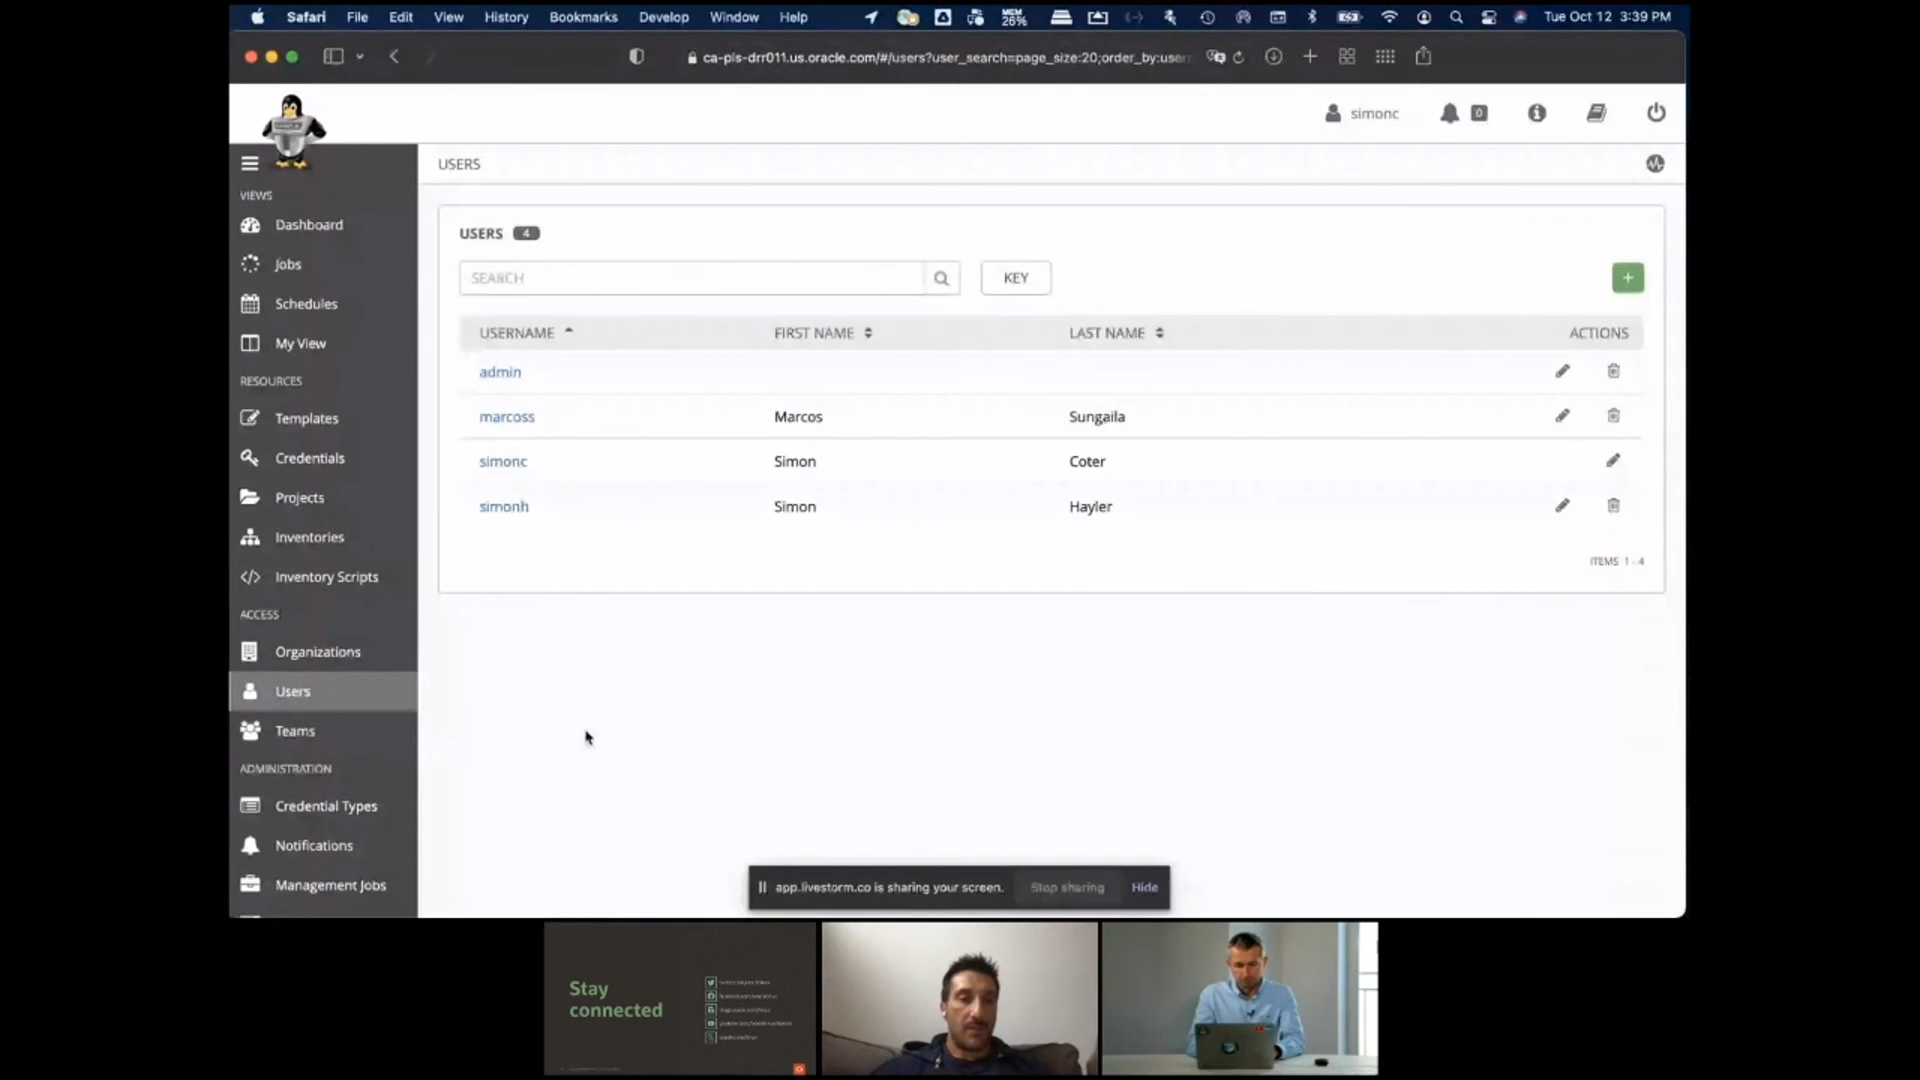 Safari File Edit View History Bookmarks Develop Window Help MEM 26% Tue Oct 12 3:39 PM
ca-pls-drr011.us.oracle.com/#/users?user_search=page_size:20;order_by:user
simonc 0
USERS
VIEWS
Dashboard
Jobs
Schedules
My View
RESOURCES
Templates
Credentials
Projects
Inventories
Inventory Scripts
ACCESS
Organizations
Users
Teams
ADMINISTRATION
Credential Types
Notifications
Management Jobs
USERS 4
SEARCH KEY +
USERNAME FIRST NAME LAST NAME ACTIONS
admin
marcoss Marcos Sungaila
simonc Simon Coter
simonh Simon Hayler
ITEMS 1 - 4
app.livestorm.co is sharing your screen. Stop sharing Hide
Stay
connected